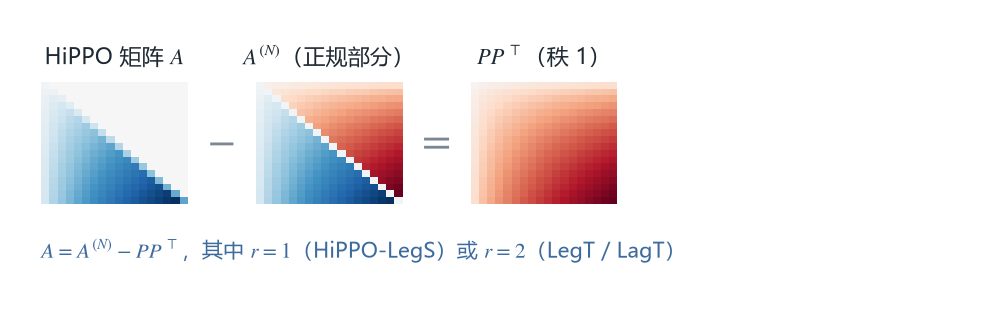 HiPPO 矩阵 A
A⁽ᴺ⁾（正规部分）
PP⊤（秩 1）
−
=
A = A⁽ᴺ⁾ − PP⊤，其中 r = 1（HiPPO-LegS）或 r = 2（LegT / LagT）